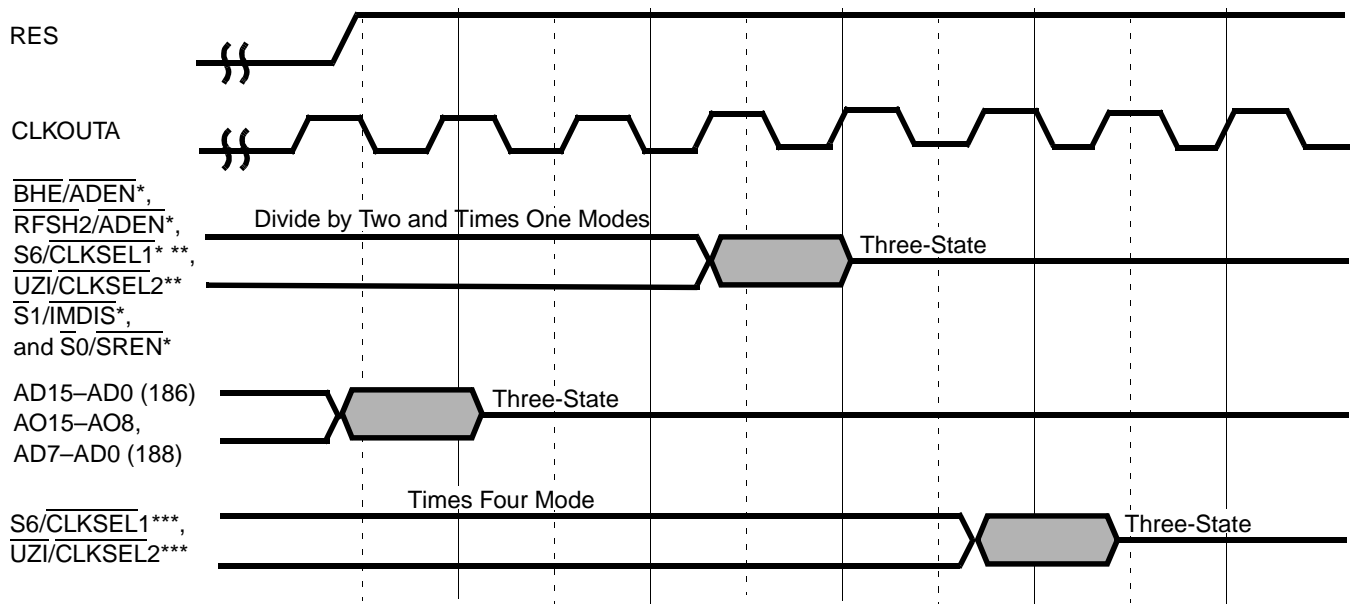 RES
CLKOUTA
BHE/ADEN*,
RFSH2/ADEN*,
S6/CLKSEL1* **,
UZI/CLKSEL2**
S1/IMDIS*,
and S0/SREN*
Divide by Two and Times One Modes
Three-State
AD15–AD0 (186)
AO15–AO8,
AD7–AD0 (188)
Three-State
S6/CLKSEL1***,
UZI/CLKSEL2***
Times Four Mode
Three-State